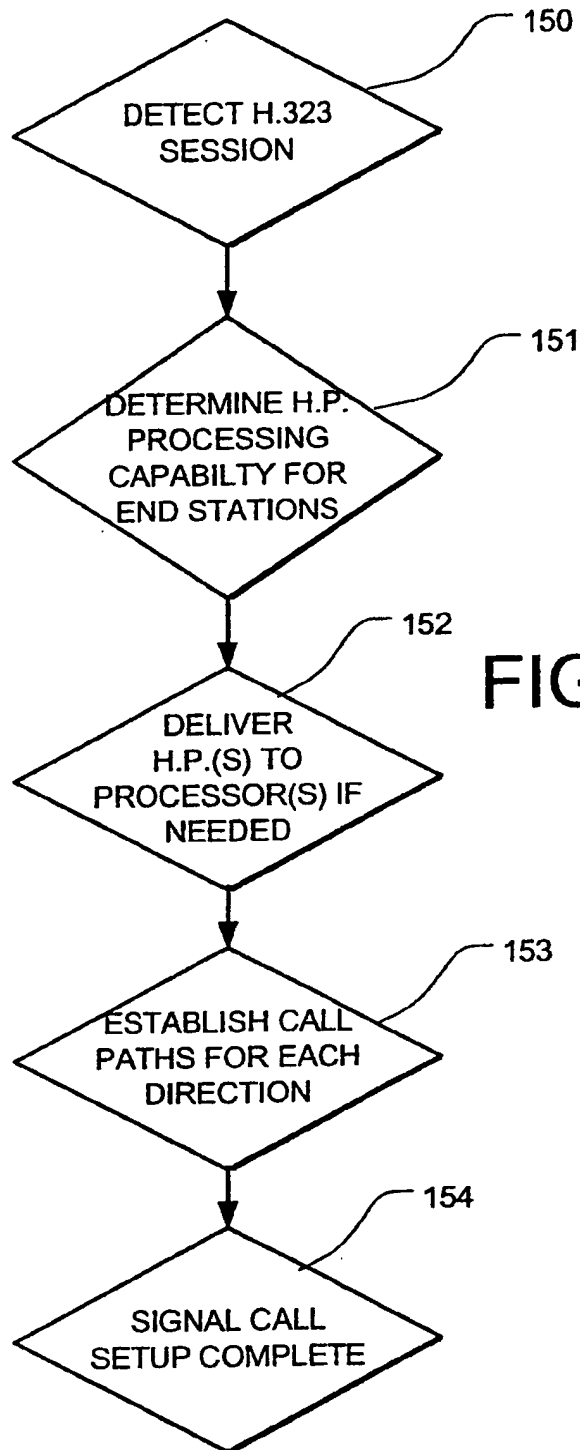 150
DETECT H.323
SESSION
151
DETERMINE H.P.
PROCESSING
CAPABILTY FOR
END STATIONS
152
DELIVER
H.P.(S) TO
PROCESSOR(S) IF
NEEDED
FIG
153
ESTABLISH CALL
PATHS FOR EACH
DIRECTION
154
SIGNAL CALL
SETUP COMPLETE